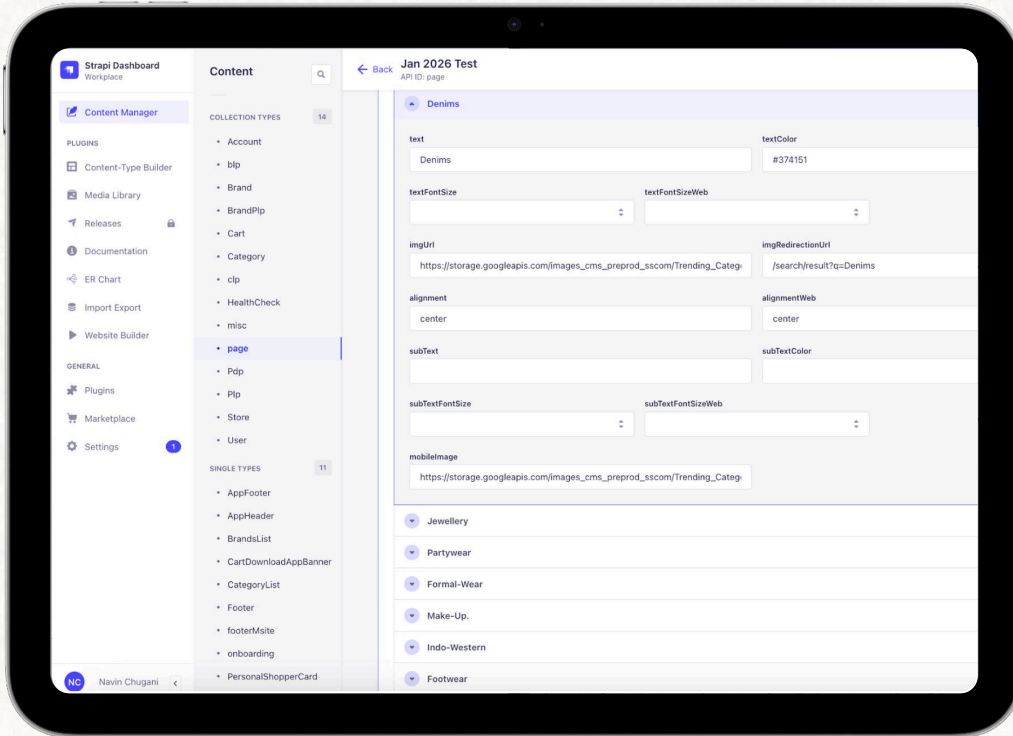 Strapi Dashboard
Workplace
Content Manager
PLUGINS
Content-Type Builder
Media Library
Releases
Documentation
ER Chart
Import Export
Website Builder
GENERAL
Plugins
Marketplace
Settings 1
NC Navin Chugani
Content
COLLECTION TYPES 14
Account
blp
Brand
BrandPlp
Cart
Category
clp
HealthCheck
misc
page
Pdp
Plp
Store
User
SINGLE TYPES 11
AppFooter
AppHeader
BrandsList
CartDownloadAppBanner
CategoryList
Footer
footerMsite
onboarding
PersonalShopperCard
Back Jan 2026 Test
API ID: page
Denims
text textColor
Denims #374151
textFontSize textFontSizeWeb
imgUrl imgRedirectionUrl
https://storage.googleapis.com/images_cms_preprod_sscom/Trending_Catego /search/result?q=Denims
alignment alignmentWeb
center center
subText subTextColor
subTextFontSize subTextFontSizeWeb
mobileImage
https://storage.googleapis.com/images_cms_preprod_sscom/Trending_Catego
Jewellery
Partywear
Formal-Wear
Make-Up.
Indo-Western
Footwear